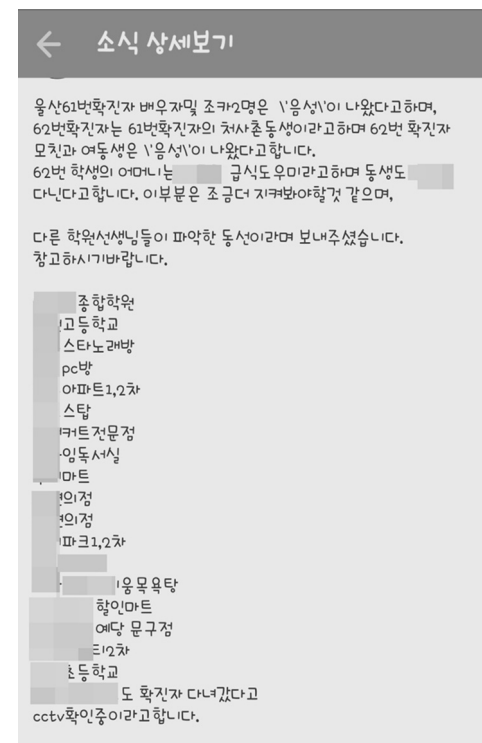 소식 상세보기
울산61번확진자 배우자및 조카2명은 \'음성\'이 나왔다고하며,
62번확진자는 61번확진자의 처사촌동생이라고하며 62번 확진자
모친과 여동생은 \'음성\'이 나왔다고합니다.
62번 학생의 어머니는 급식도우미라고하며 동생도
다닌다고합니다. 이부분은 조금더 지켜봐야할것 같으며,
다른 학원선생님들이 파악한 동선이라며 보내주셨습니다.
참고하시기바랍니다.
종합학원
고등학교
스타노래방
pc방
아파트1,2차
스탑
커트전문점
임독서실
마트
편의점
편의점
파크1,2차
웅목욕탕
할인마트
예당 문구점
12차
초등학교
도 확진자 다녀갔다고
cctv확인중이라고합니다.